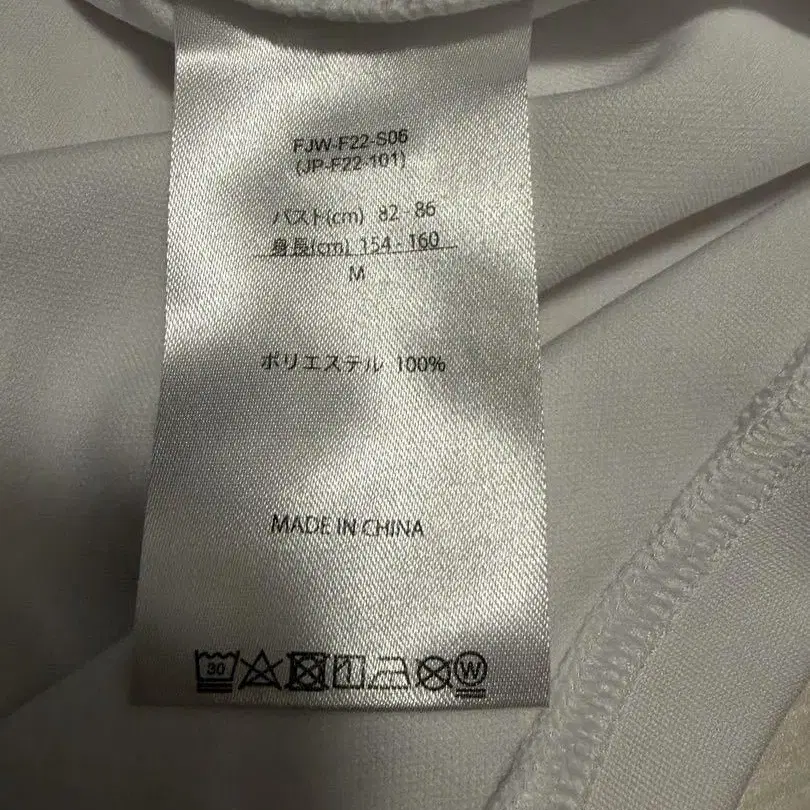 FJW-F22-S06
(JP-F22-101)
バスト(cm) 82 - 86
身長(cm) 154 - 160
M
ポリエステル 100%
MADE IN CHINA
30
W